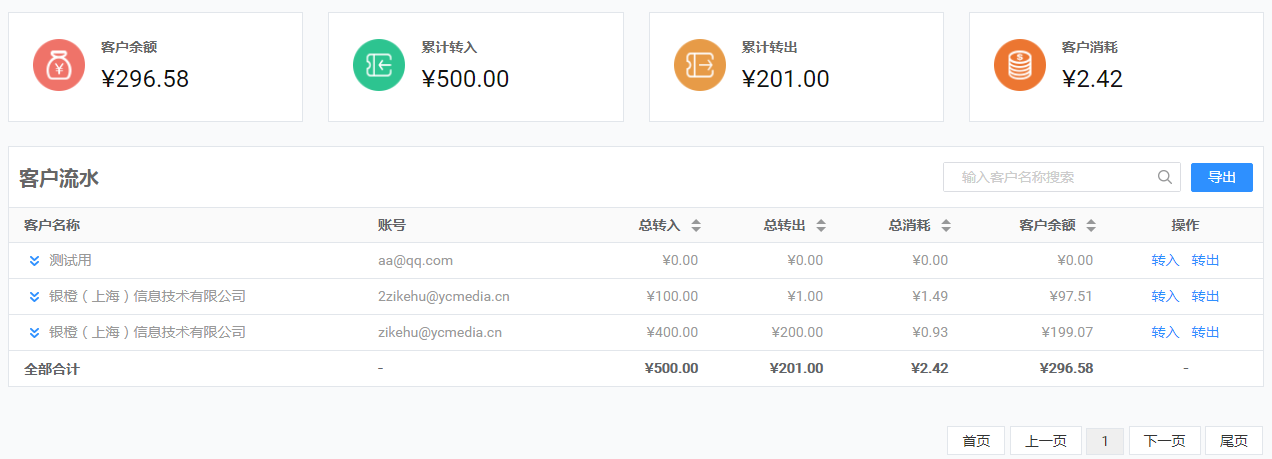 客户余额 累计转入 累计转出 客户消耗
¥296.58 ¥500.00 ¥201.00 ¥2.42
客户流水 输入客户名称搜索 导出
客户名称 账号 总转入 总转出 总消耗 客户余额 操作
测试用 aa@qq.com ¥0.00 ¥0.00 ¥0.00 ¥0.00 转入 转出
银橙（上海）信息技术有限公司 2zikehu@ycmedia.cn ¥100.00 ¥1.00 ¥1.49 ¥97.51 转入 转出
银橙（上海）信息技术有限公司 zikehu@ycmedia.cn ¥400.00 ¥200.00 ¥0.93 ¥199.07 转入 转出
全部合计 - ¥500.00 ¥201.00 ¥2.42 ¥296.58 -
首页 上一页 1 下一页 尾页